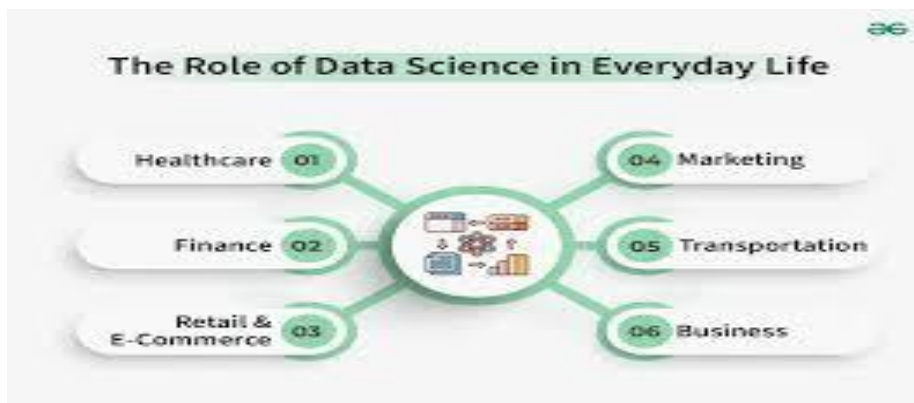 The Role of Data Science in Everyday Life
Healthcare 01
Finance 02
Retail &
E-Commerce 03
04 Marketing
05 Transportation
06 Business